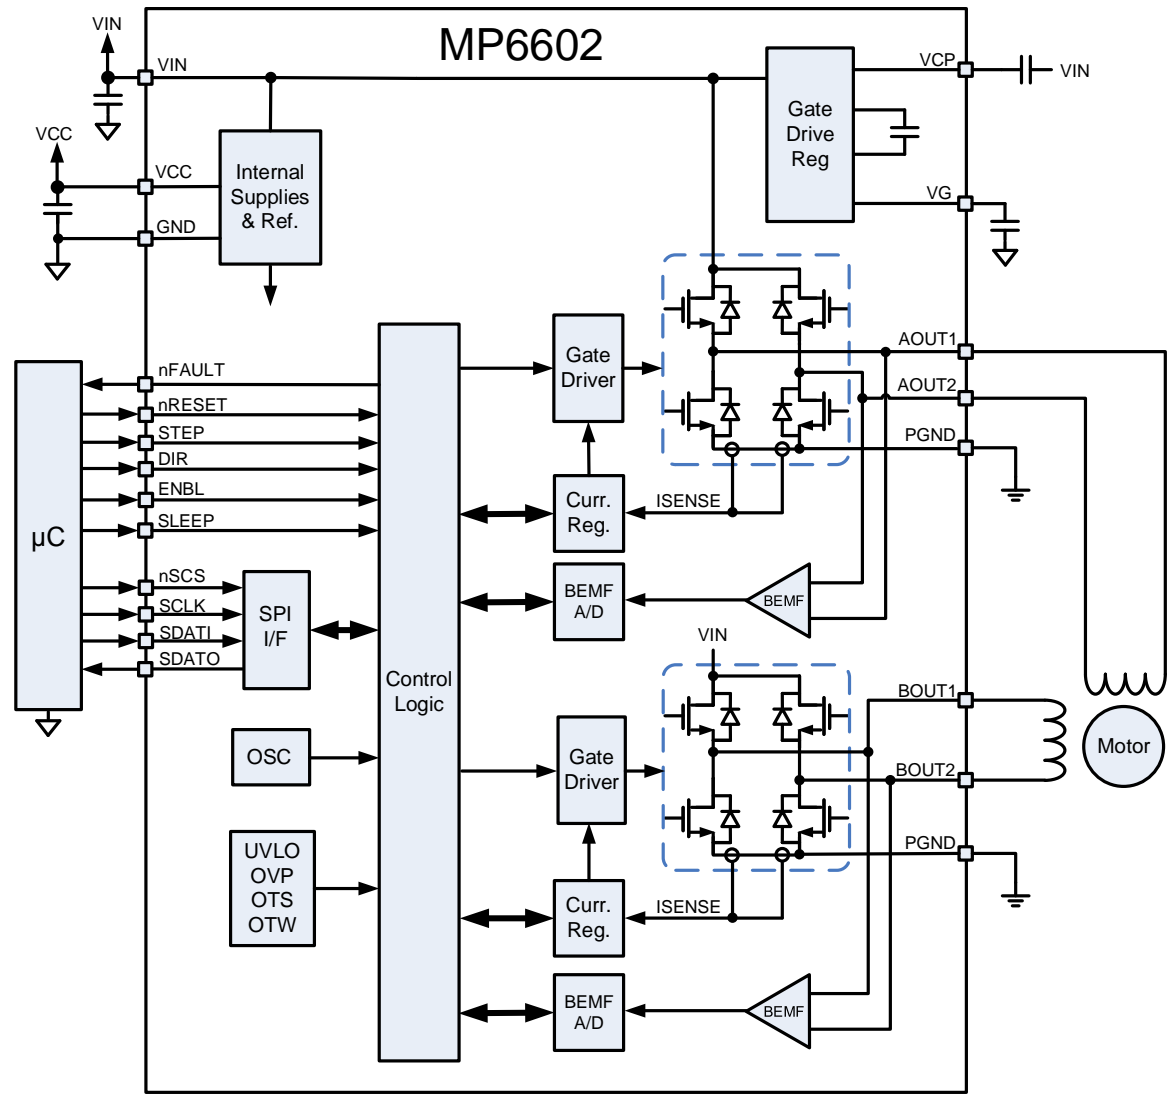 MP6602
VIN
VIN
VCC
VCC
GND
Internal
Supplies
& Ref.
Gate
Drive
Reg
VCP
VIN
VG
nFAULT
nRESET
STEP
DIR
ENBL
SLEEP
nSCS
SCLK
SDATI
SDATO
µC
SPI
I/F
OSC
UVLO
OVP
OTS
OTW
Control
Logic
Gate
Driver
Curr.
Reg.
ISENSE
BEMF
A/D
BEMF
AOUT1
AOUT2
PGND
VIN
Gate
Driver
Curr.
Reg.
ISENSE
BEMF
A/D
BEMF
BOUT1
BOUT2
PGND
Motor